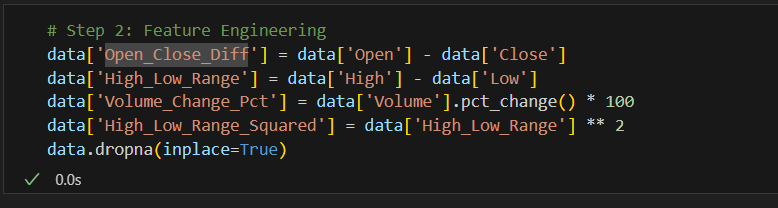 # Step 2: Feature Engineering
data['Open_Close_Diff'] = data['Open'] - data['Close']
data['High_Low_Range'] = data['High'] - data['Low']
data['Volume_Change_Pct'] = data['Volume'].pct_change() * 100
data['High_Low_Range_Squared'] = data['High_Low_Range'] ** 2
data.dropna(inplace=True)
✓ 0.0s